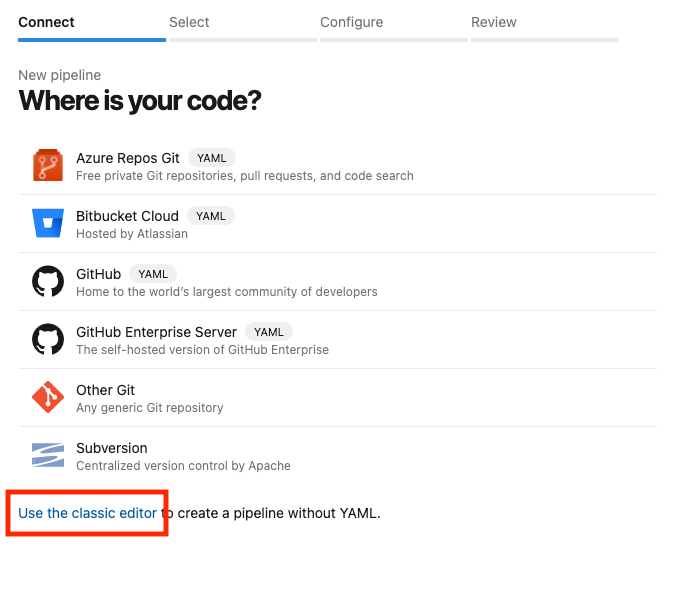 Connect
Select
Configure
Review
New pipeline
Where is your code?
Azure Repos Git YAML
Free private Git repositories, pull requests, and code search
Bitbucket Cloud YAML
Hosted by Atlassian
GitHub YAML
Home to the world's largest community of developers
GitHub Enterprise Server YAML
The self-hosted version of GitHub Enterprise
Other Git
Any generic Git repository
Subversion
Centralized version control by Apache
Use the classic editor to create a pipeline without YAML.